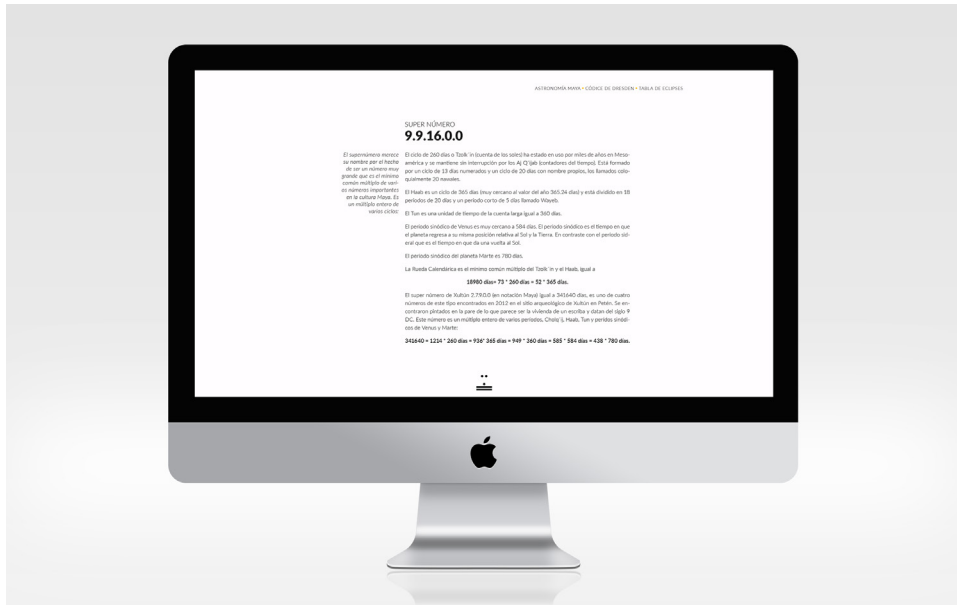 ASTRONOMÍA MAYA • CÓDICE DE DRESDEN • TABLA DE ECLIPSES
SUPER NÚMERO
9.9.16.0.0
El supernúmero merece
su nombre por el hecho
de ser un número muy
grande que es el mínimo
común múltiplo de vari-
os números importantes
en la cultura Maya. Es
un múltiplo entero de
varios ciclos:
El ciclo de 260 días o Tzolk´in (cuenta de los soles) ha estado en uso por miles de años en Meso-
américa y se mantiene sin interrupción por los Aj Q´ijab (contadores del tiempo). Está formado
por un ciclo de 13 días numerados y un ciclo de 20 días con nombre propios, los llamados colo-
quialmente 20 nawales.
El Haab es un ciclo de 365 días (muy cercano al valor del año 365.24 días) y está dividido en 18
períodos de 20 días y un período corto de 5 días llamado Wayeb.
El Tun es una unidad de tiempo de la cuenta larga igual a 360 días.
El período sinódico de Venus es muy cercano a 584 días. El período sinódico es el tiempo en que
el planeta regresa a su misma posición relativa al Sol y la Tierra. En contraste con el período sid-
eral que es el tiempo en que da una vuelta al Sol.
El período sinódico del planeta Marte es 780 días.
La Rueda Calendárica es el mínimo común múltiplo del Tzolk´in y el Haab, igual a
18980 días= 73 * 260 días = 52 * 365 días.
El super número de Xultún 2.7.9.0.0 (en notación Maya) igual a 341640 días, es uno de cuatro
números de este tipo encontrados en 2012 en el sitio arqueológico de Xultún en Petén. Se en-
contraron pintados en la pare de lo que parece ser la vivienda de un escriba y datan del siglo 9
DC. Este número es un múltiplo entero de varios períodos, Cholq´ij, Haab, Tun y perídos sinódi-
cos de Venus y Marte:
341640 = 1214 * 260 días = 936* 365 días = 949 * 360 días = 585 * 584 días = 438 * 780 días.